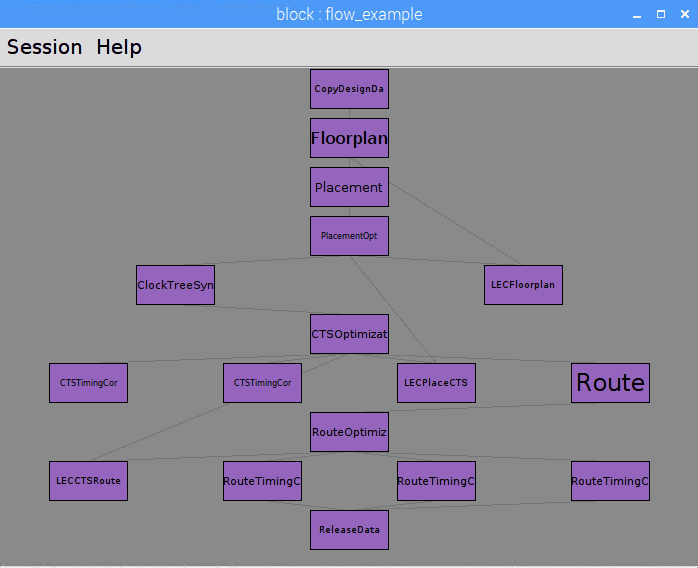 block : flow_example
Session Help
CopyDesignDa
Floorplan
Placement
PlacementOpt
ClockTreeSyn LECFloorplan
CTSOptimizat
CTSTimingCor CTSTimingCor LECPlaceCTS Route
RouteOptimiz
LECCTSRoute RouteTimingC RouteTimingC RouteTimingC
ReleaseData